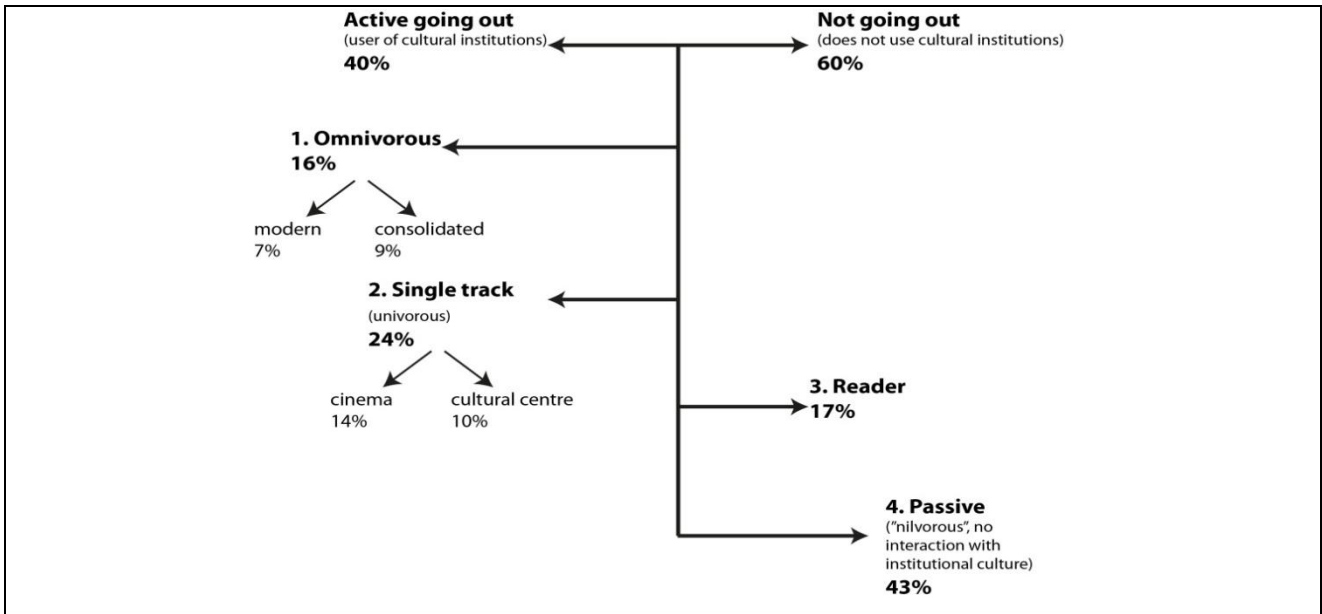 Active going out
(user of cultural institutions)
40%
Not going out
(does not use cultural institutions)
60%
1. Omnivorous
16%
modern
7%
consolidated
9%
2. Single track
(univorous)
24%
cinema
14%
cultural centre
10%
3. Reader
17%
4. Passive
("nilvorous", no
interaction with
institutional culture)
43%